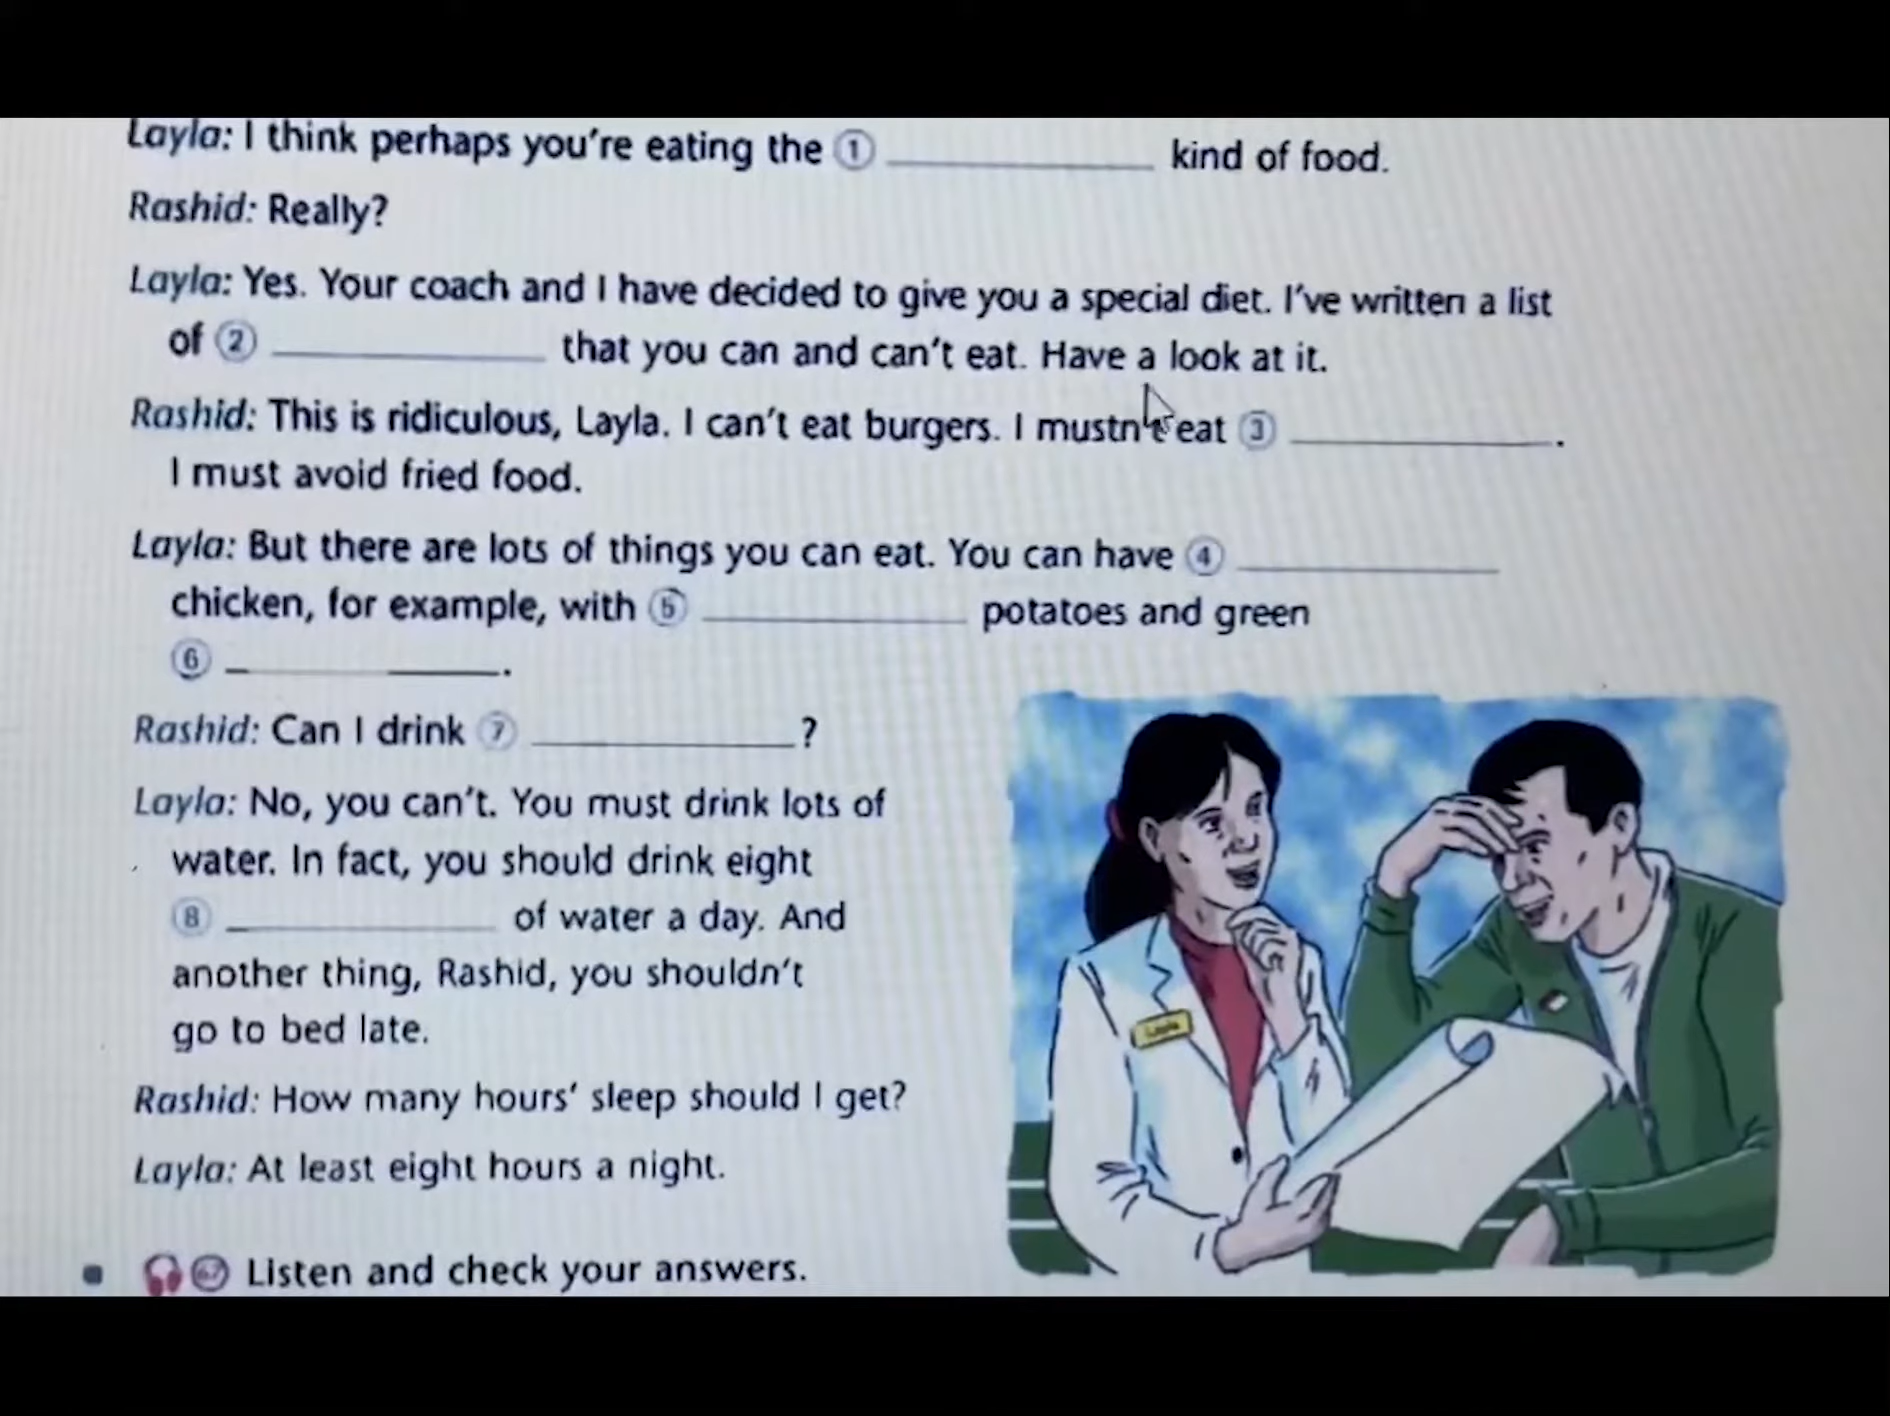 Layla: I think perhaps you're eating the ① __________ kind of food.
Rashid: Really?
Layla: Yes. Your coach and I have decided to give you a special diet. I've written a list
of ② __________ that you can and can't eat. Have a look at it.
Rashid: This is ridiculous, Layla. I can't eat burgers. I mustn't eat ③ __________.
I must avoid fried food.
Layla: But there are lots of things you can eat. You can have ④ __________
chicken, for example, with ⑤ __________ potatoes and green
⑥ __________.
Rashid: Can I drink ⑦ __________?
Layla: No, you can't. You must drink lots of
water. In fact, you should drink eight
⑧ __________ of water a day. And
another thing, Rashid, you shouldn't
go to bed late.
Rashid: How many hours' sleep should I get?
Layla: At least eight hours a night.
Layla
Listen and check your answers.